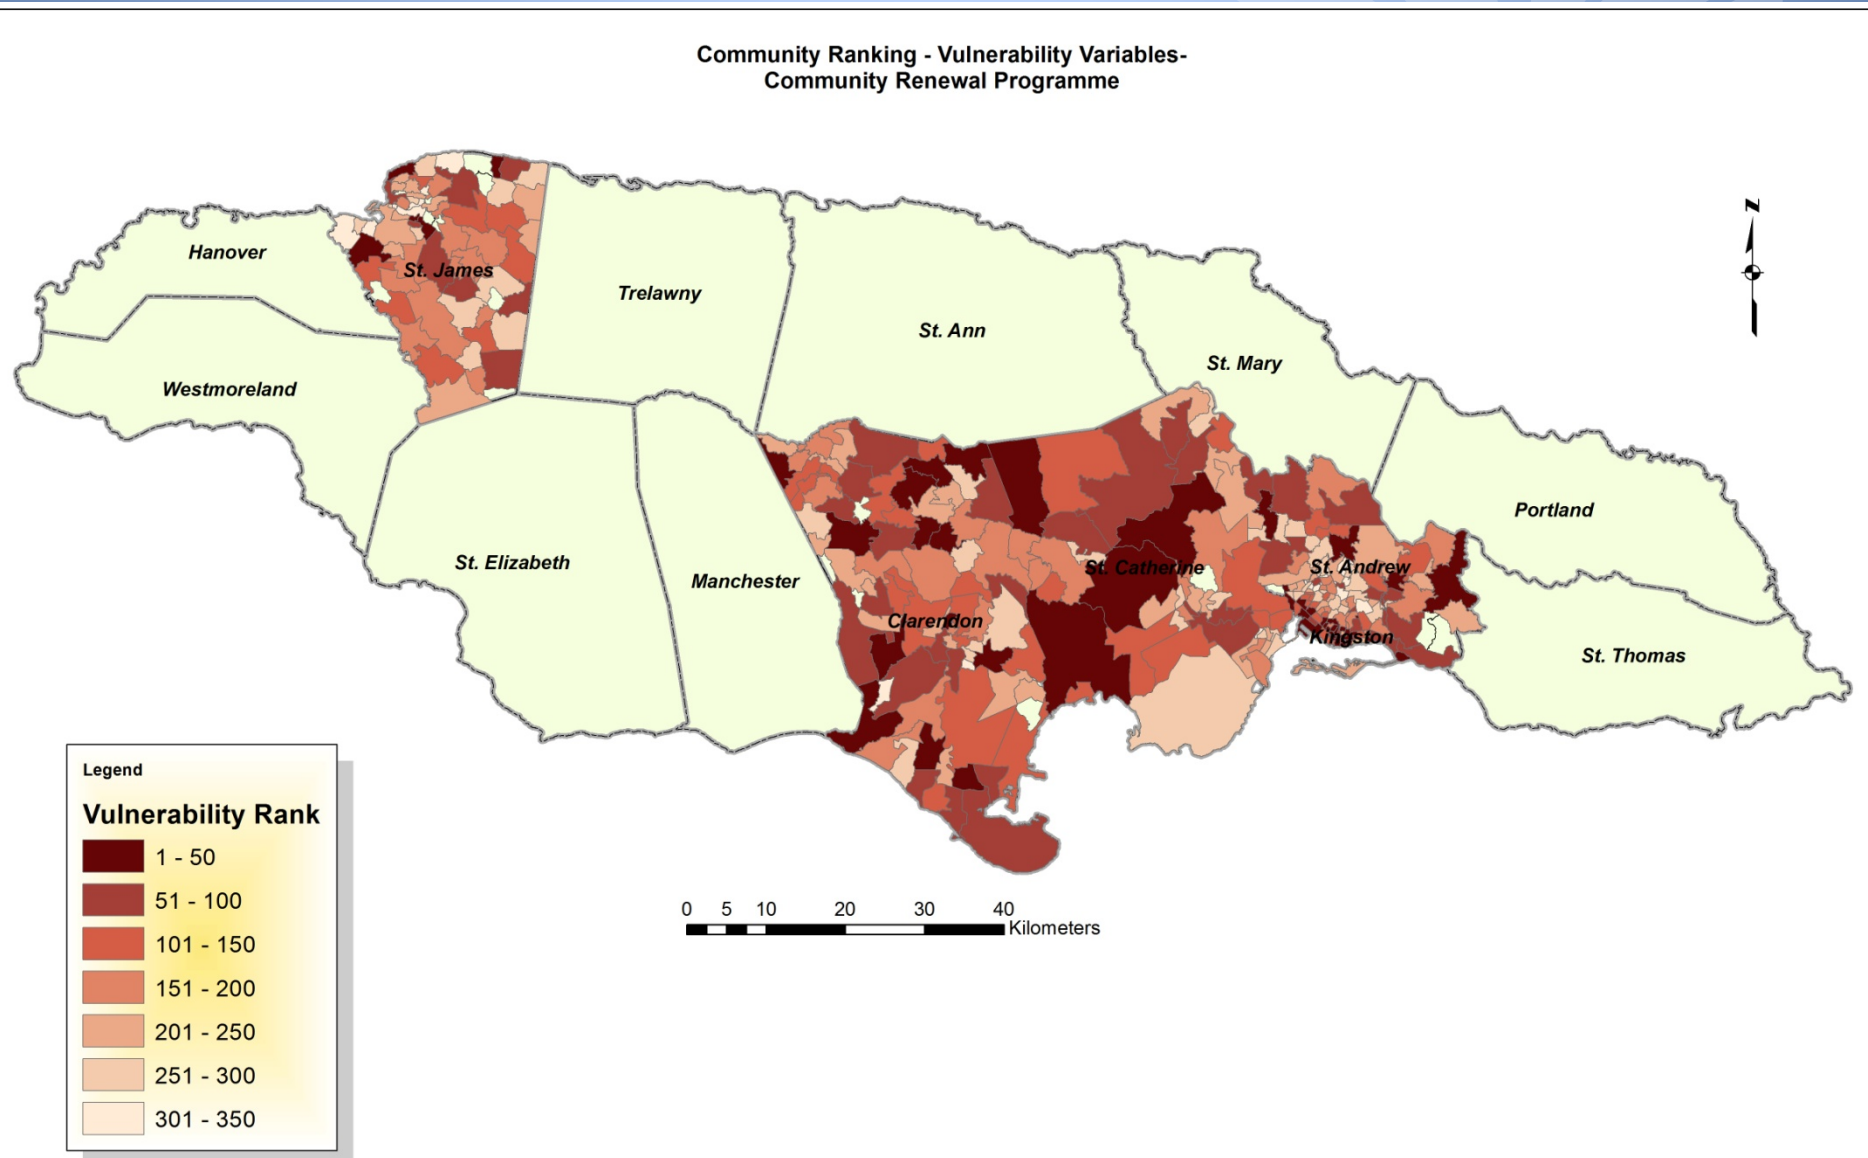 Community Ranking - Vulnerability Variables-
Community Renewal Programme
N
Hanover
St. James
Trelawny
St. Ann
St. Mary
Westmoreland
Portland
St. Elizabeth
Manchester
St. Catherine
St. Andrew
Clarendon
Kingston
St. Thomas
Legend
Vulnerability Rank
1 - 50
51 - 100
101 - 150
151 - 200
201 - 250
251 - 300
301 - 350
0 5 10 20 30 40
Kilometers